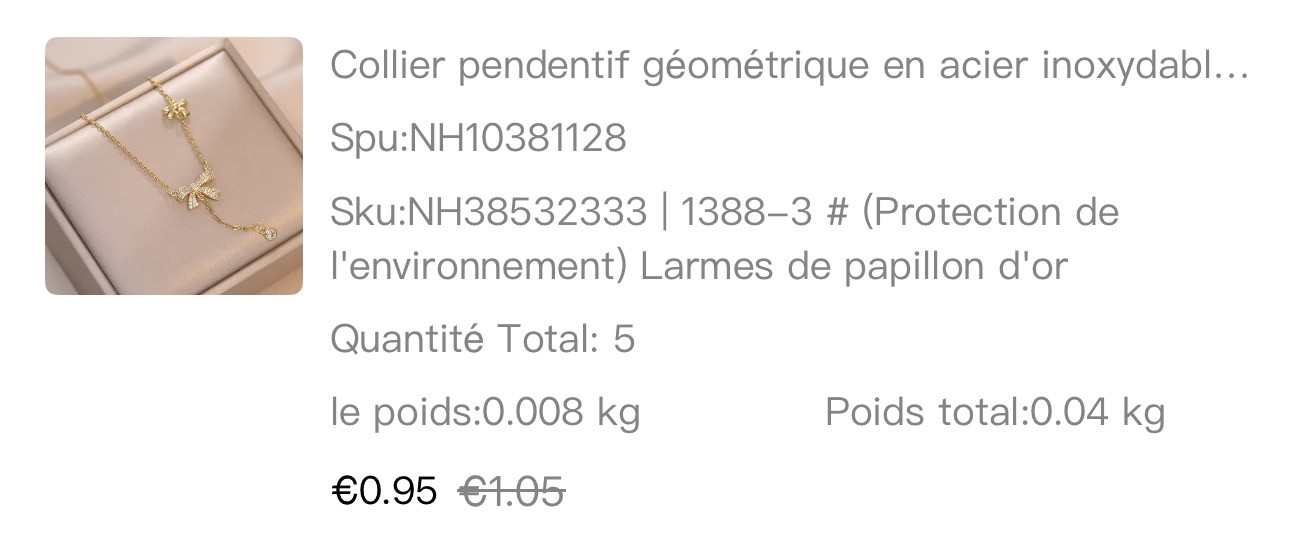 Collier pendentif géométrique en acier inoxydabl...
Spu:NH10381128
Sku:NH38532333 | 1388–3 # (Protection de
l'environnement) Larmes de papillon d'or
Quantité Total: 5
le poids:0.008 kg Poids total:0.04 kg
€0.95 €1.05